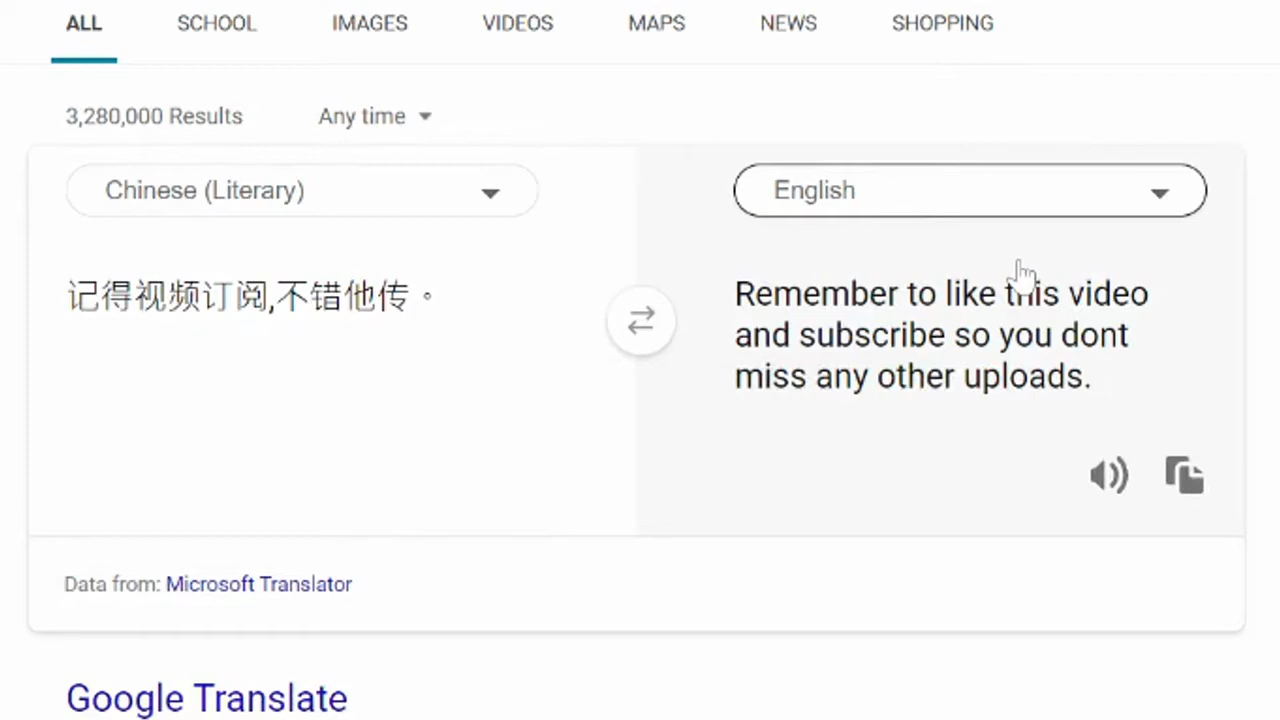 ALL SCHOOL IMAGES VIDEOS MAPS NEWS SHOPPING
3,280,000 Results Any time
Chinese (Literary)
English
记得视频订阅,不错他传。
Remember to like this video
and subscribe so you dont
miss any other uploads.
Data from: Microsoft Translator
Google Translate